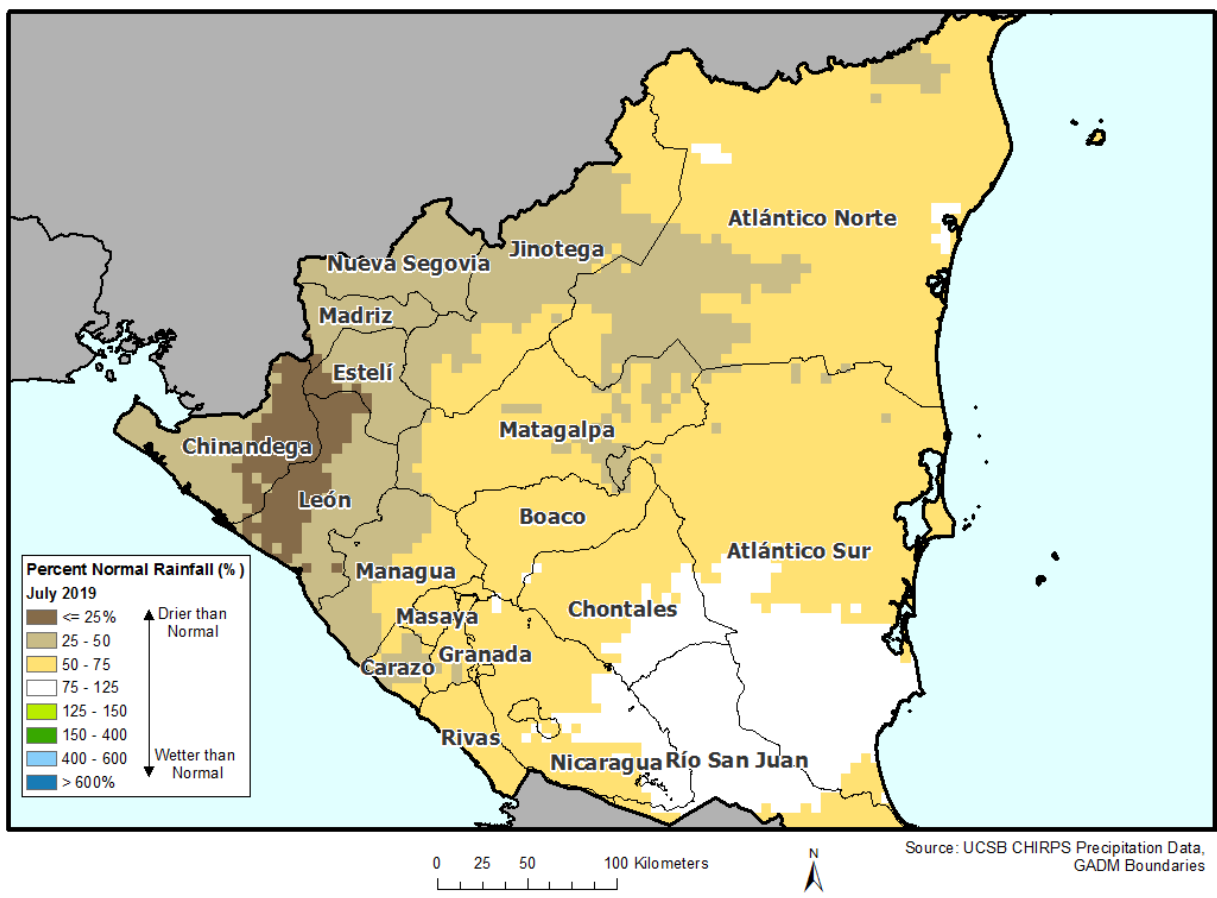 Atlántico Norte
Jinotega
Nueva Segovia
Madriz
Estelí
Chinandega
Matagalpa
León
Boaco
Atlántico Sur
Managua
Chontales
Masaya
Granada
Carazo
Rivas
Nicaragua
Río San Juan
Percent Normal Rainfall (% )
July 2019
<= 25%
25 - 50
50 - 75
75 - 125
125 - 150
150 - 400
400 - 600
> 600%
Drier than
Normal
Wetter than
Normal
0 25 50 100 Kilometers
N
Source: UCSB CHIRPS Precipitation Data,
GADM Boundaries